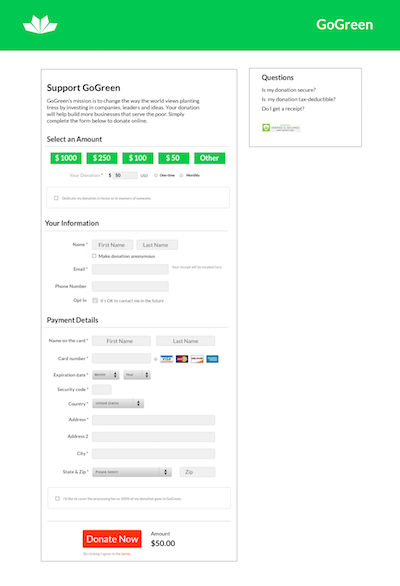 GoGreen
Support GoGreen
GoGreen's mission is to change the way the world views planting
tress by investing in companies, leaders and ideas. Your donation
will help build more businesses that serve the poor. Simply
complete the form below to donate online.
Select an Amount
$ 1000 $ 250 $ 100 $ 50 Other
Your Donation * $ 50 USD One-time Monthly
Dedicate my donation in honor or in memory of someone
Your Information
Name * First Name Last Name
Make donation anonymous
Email * Your receipt will be emailed here
Phone Number
Opt In It's OK to contact me in the future
Payment Details
Name on the card * First Name Last Name
Card number * VISA
Expiration date * Month Year
Security code *
Country * United States
Address *
Address 2
City *
State & Zip * Please Select Zip
I'd like to cover the processing fee so 100% of my donation goes to GoGreen.
Donate Now
Amount
$50.00
By clicking I agree to the terms
Questions
Is my donation secure?
Is my donation tax-deductible?
Do I get a receipt?